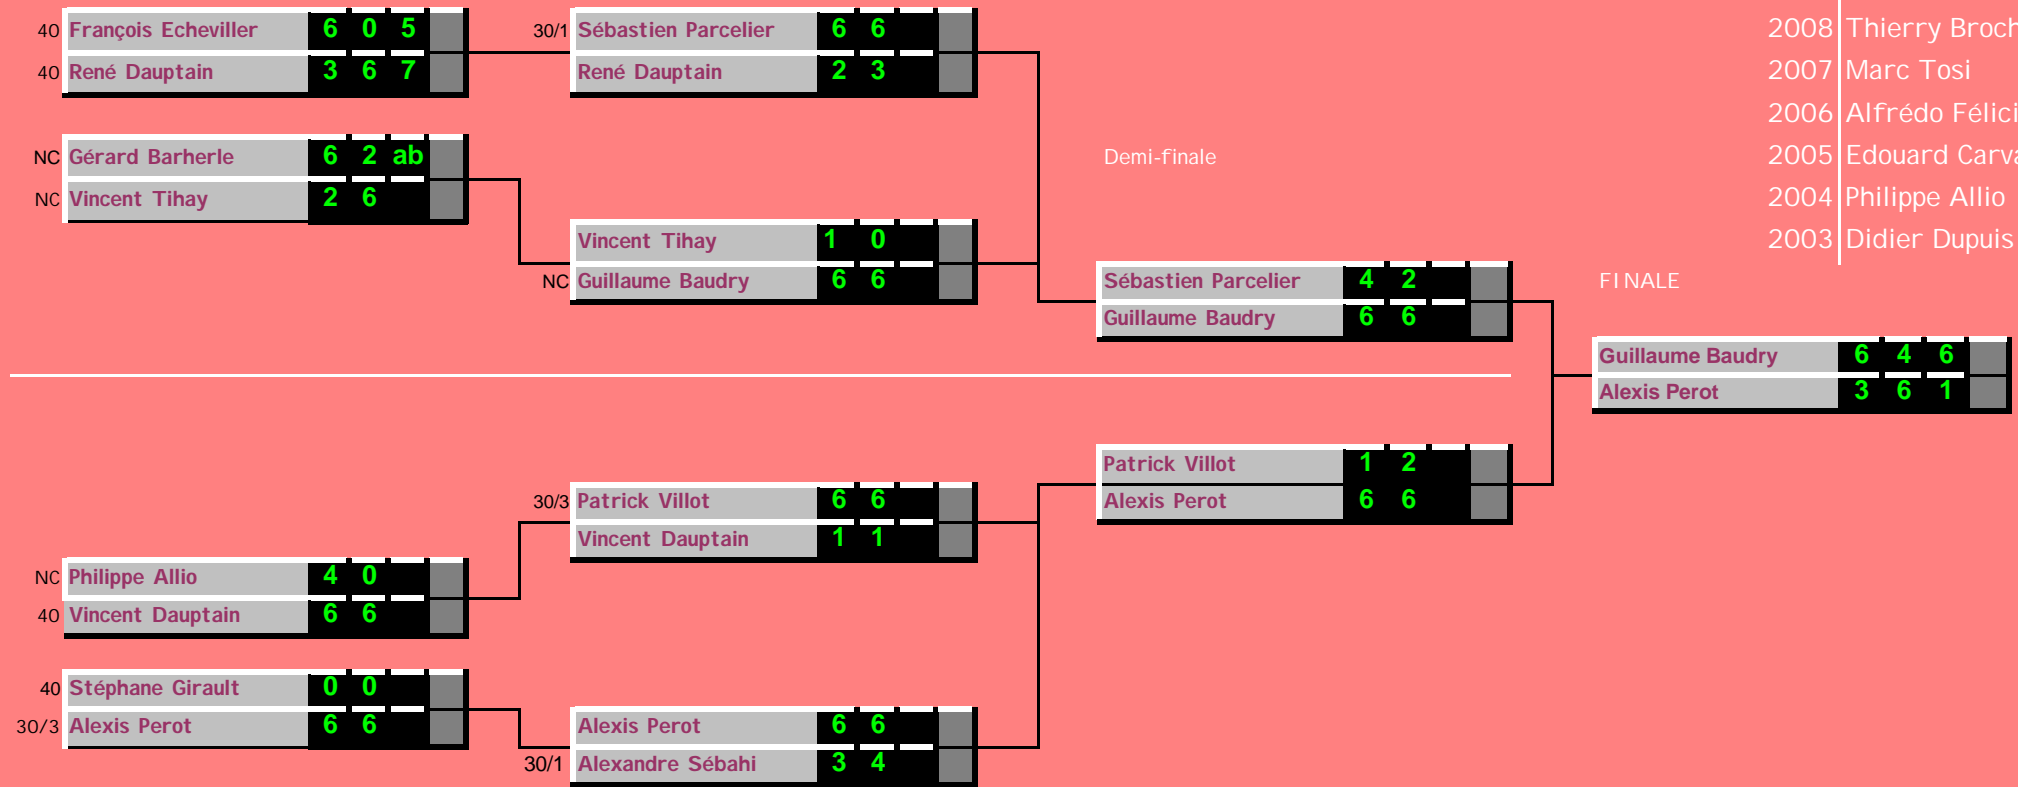 40 François Echeviller 6 0 5
40 René Dauptain 3 6 7
NC Gérard Barherle 6 2 ab
NC Vincent Tihay 2 6
NC Philippe Allio 4 0
40 Vincent Dauptain 6 6
40 Stéphane Girault 0 0
30/3 Alexis Perot 6 6
30/1 Sébastien Parcelier 6 6
René Dauptain 2 3
Vincent Tihay 1 0
NC Guillaume Baudry 6 6
30/3 Patrick Villot 6 6
Vincent Dauptain 1 1
Alexis Perot 6 6
30/1 Alexandre Sébahi 3 4
Demi-finale
Sébastien Parcelier 4 2
Guillaume Baudry 6 6
Patrick Villot 1 2
Alexis Perot 6 6
2008 Thierry Broch
2007 Marc Tosi
2006 Alfrédo Félici
2005 Edouard Carva
2004 Philippe Allio
2003 Didier Dupuis
FINALE
Guillaume Baudry 6 4 6
Alexis Perot 3 6 1